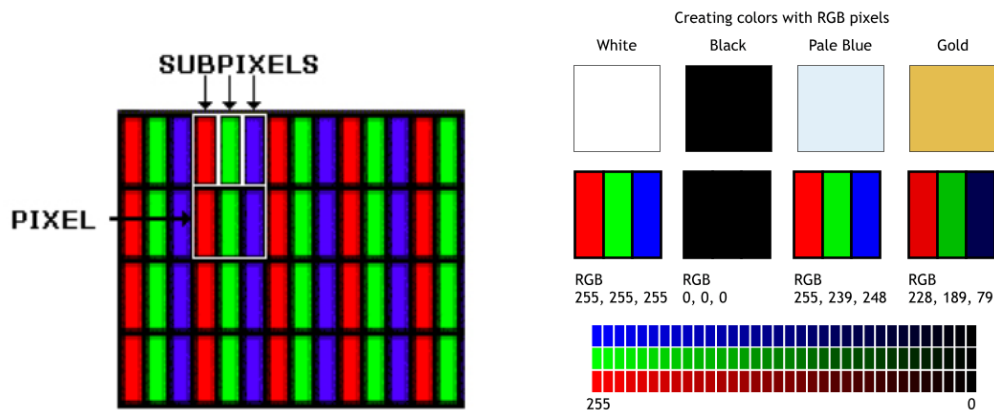 SUBPIXELS
PIXEL
Creating colors with RGB pixels
White Black Pale Blue Gold
RGB RGB RGB RGB
255, 255, 255 0, 0, 0 255, 239, 248 228, 189, 79
255 0